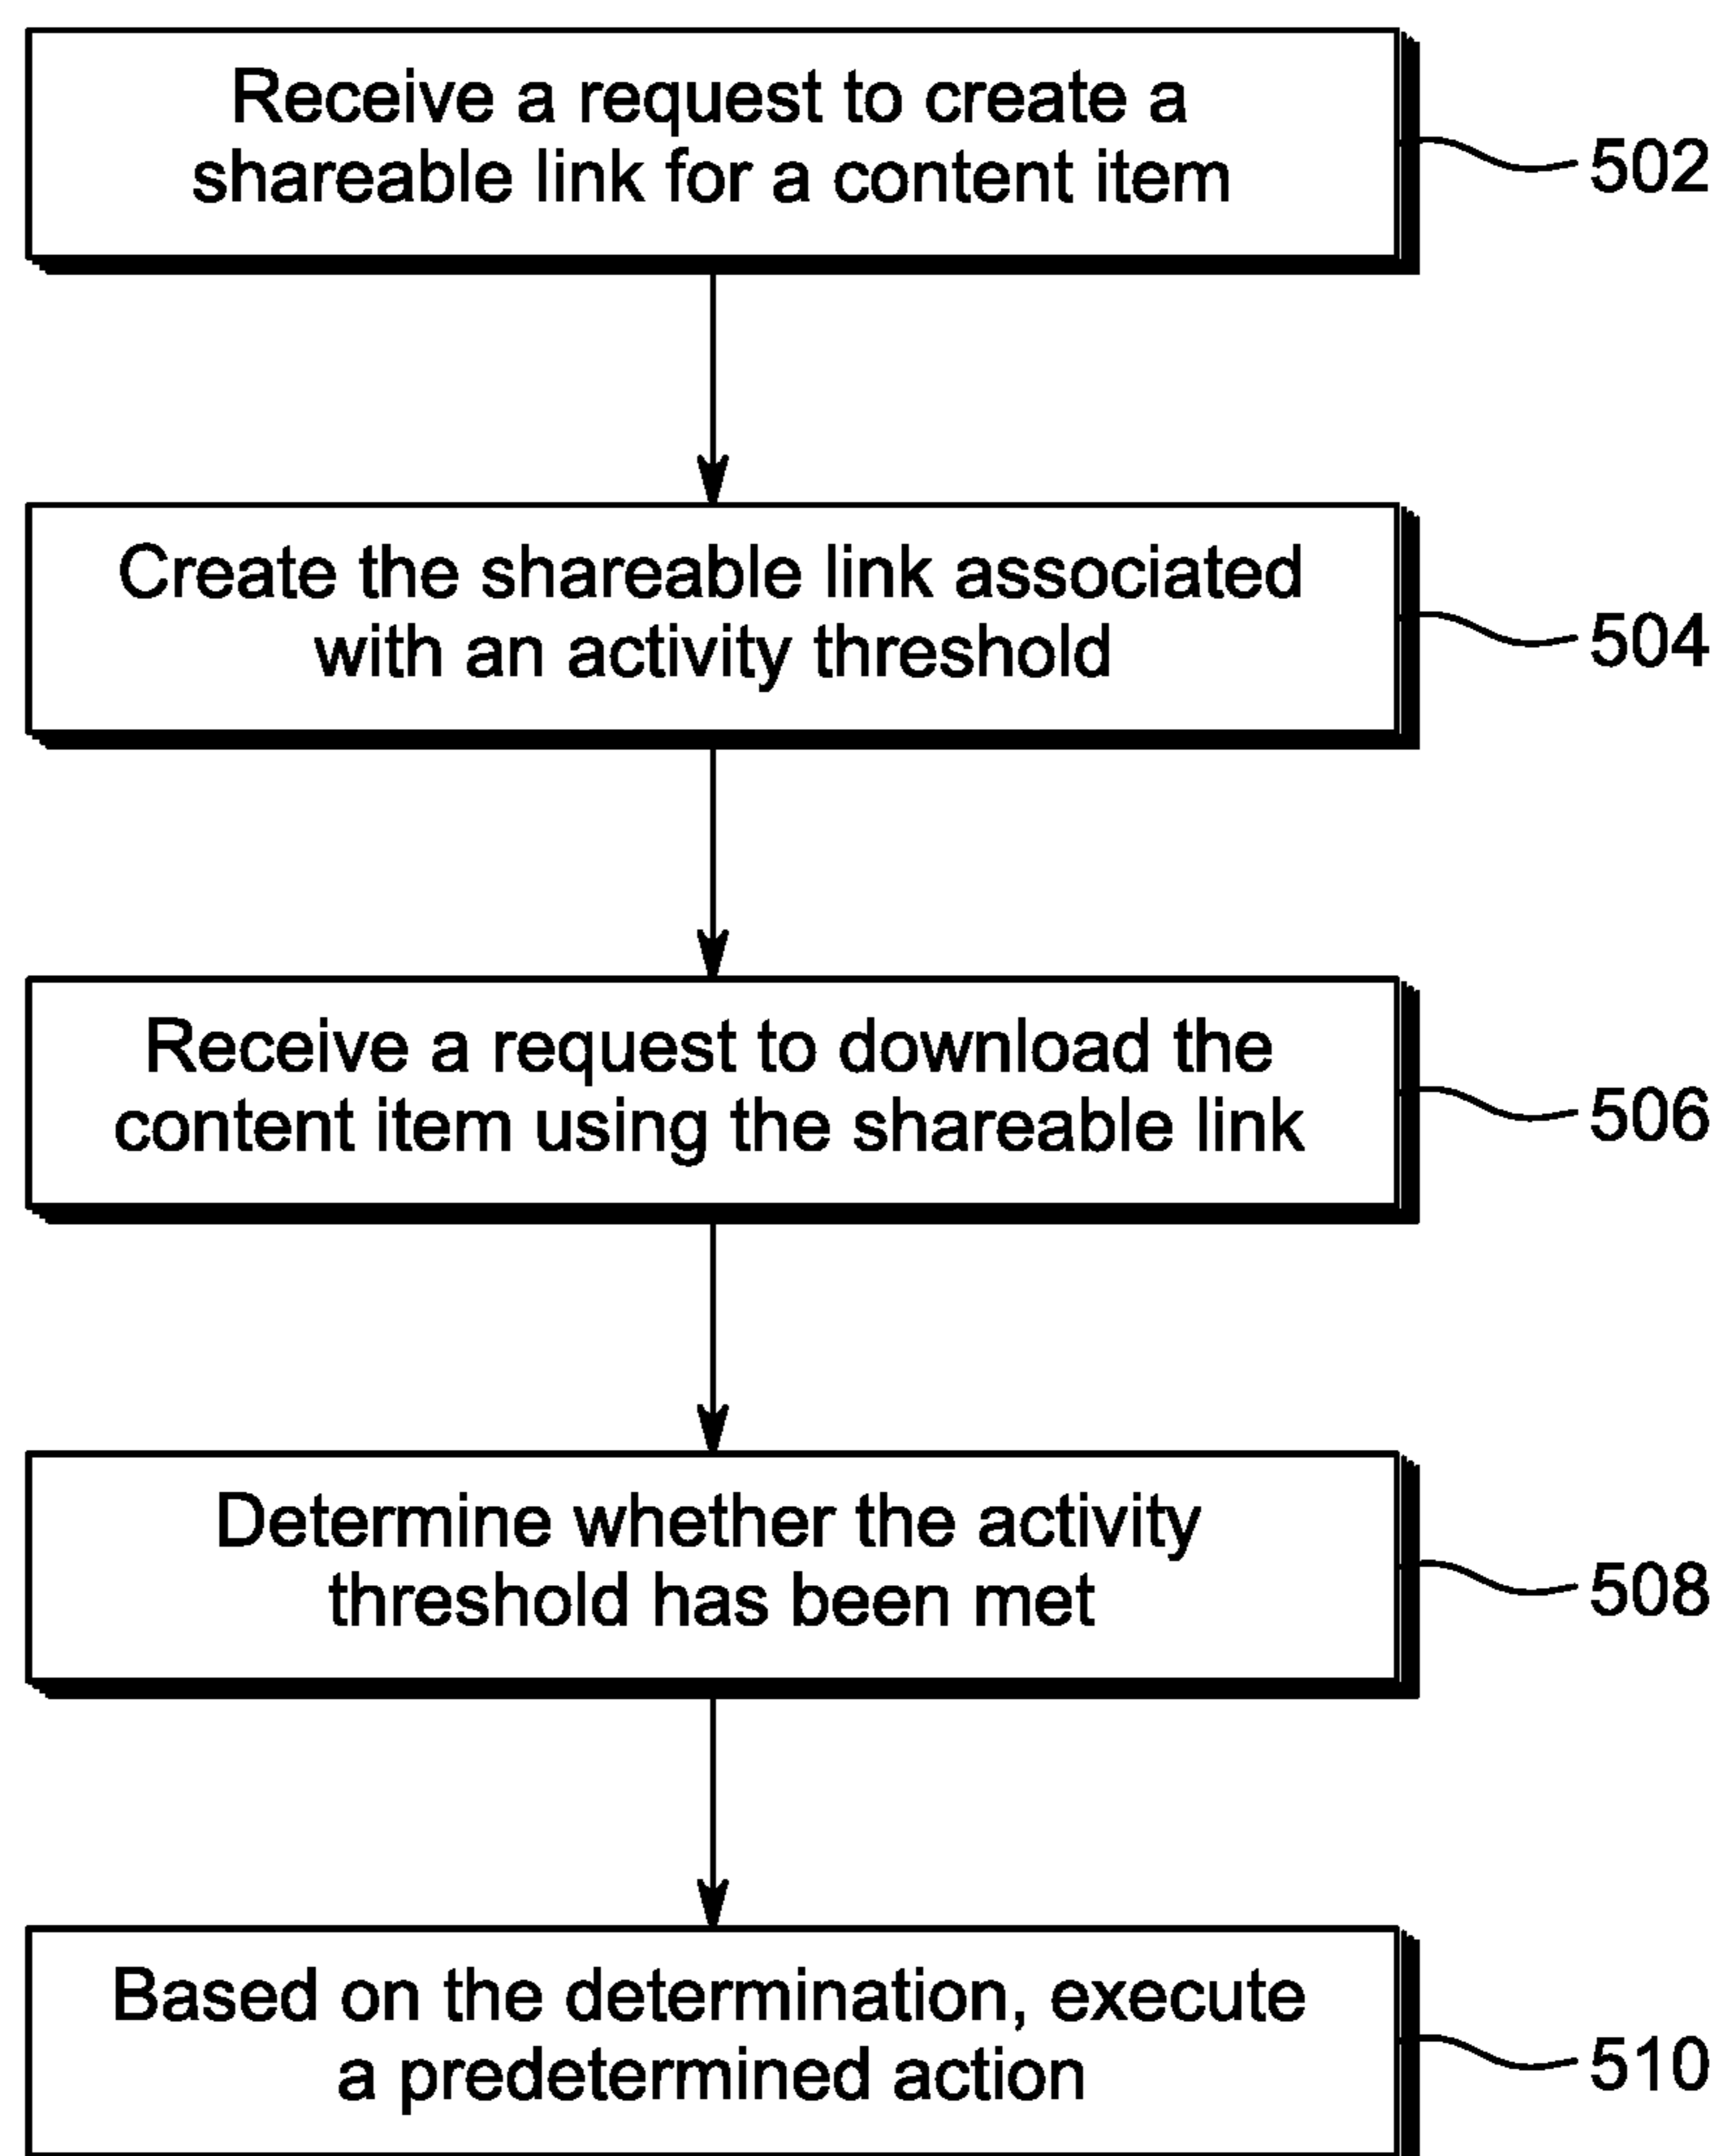 Receive a request to create a
shareable link for a content item
502
Create the shareable link associated
with an activity threshold
504
Receive a request to download the
content item using the shareable link
506
Determine whether the activity
threshold has been met
508
Based on the determination, execute
a predetermined action
510